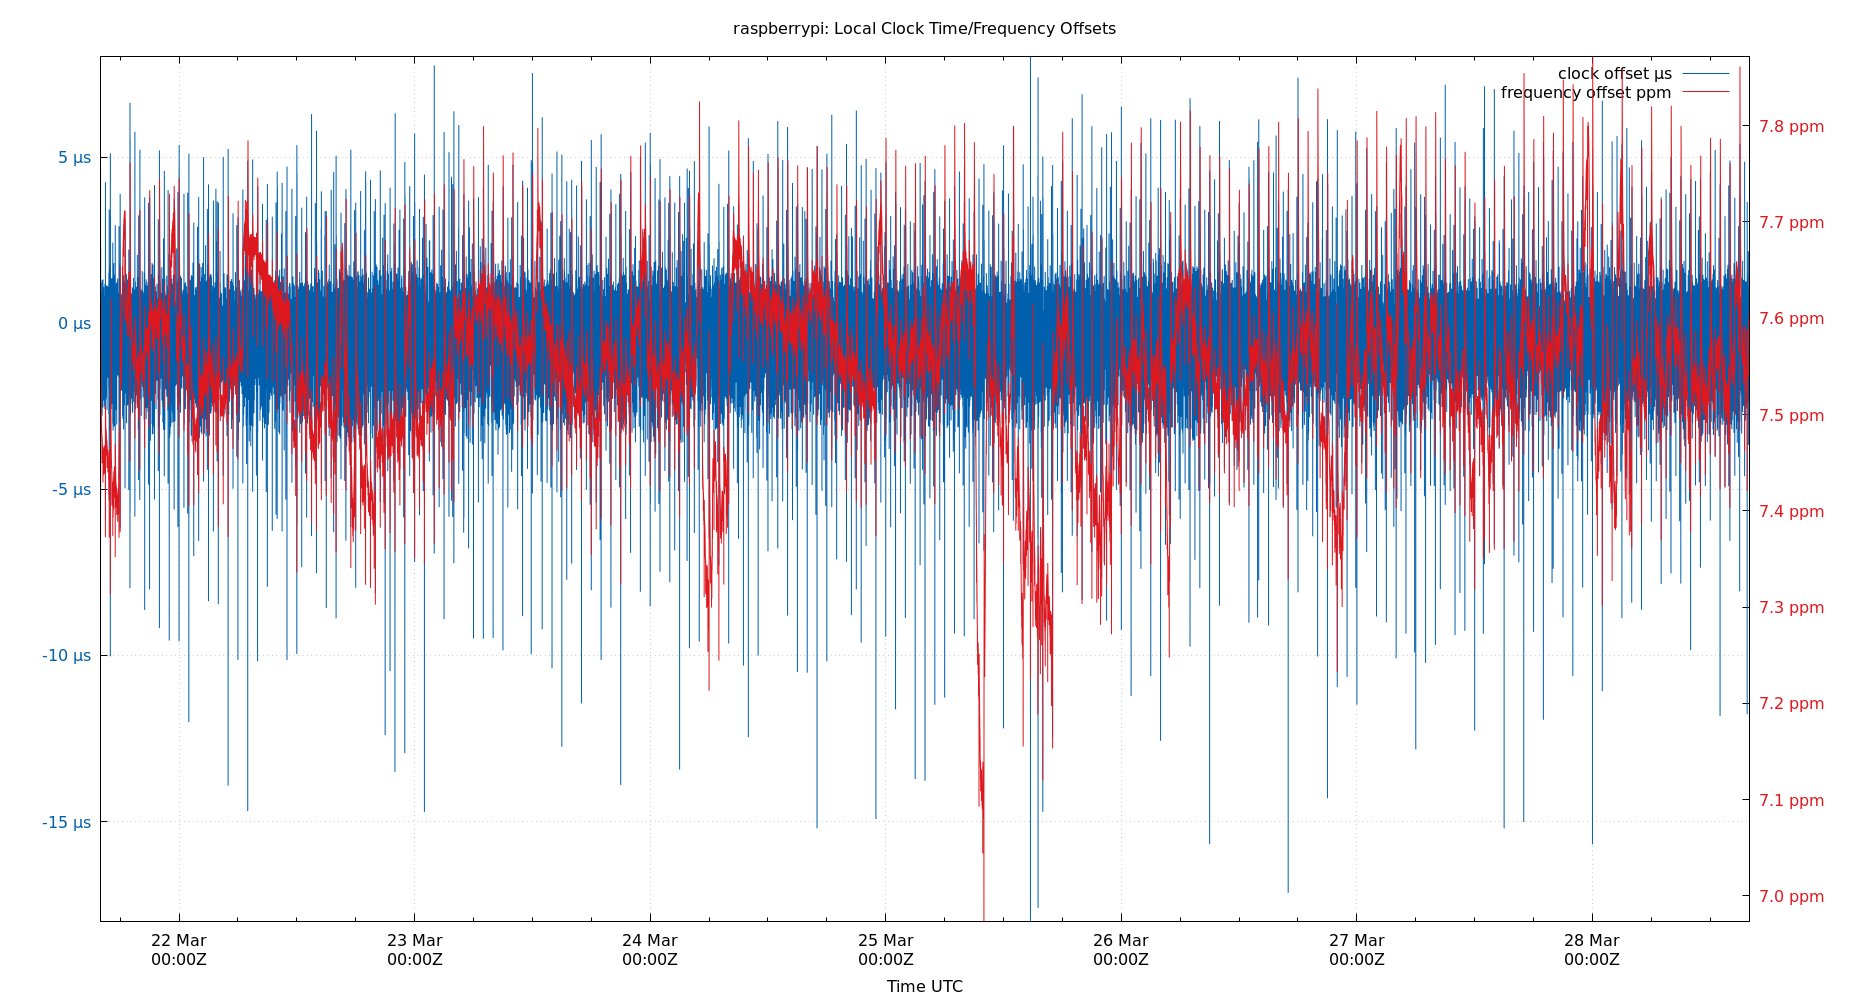 raspberrypi: Local Clock Time/Frequency Offsets
clock offset µs
frequency offset ppm
5 µs
0 µs
-5 µs
-10 µs
-15 µs
7.8 ppm
7.7 ppm
7.6 ppm
7.5 ppm
7.4 ppm
7.3 ppm
7.2 ppm
7.1 ppm
7.0 ppm
22 Mar
00:00Z
23 Mar
00:00Z
24 Mar
00:00Z
25 Mar
00:00Z
26 Mar
00:00Z
27 Mar
00:00Z
28 Mar
00:00Z
Time UTC